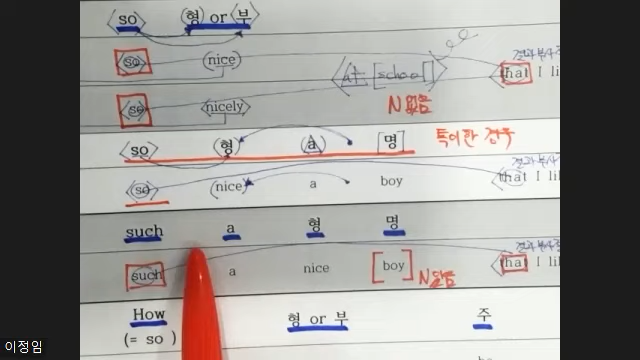 <so> (형) or <부>
결과부사절
<so> (nice) <at [school]> <that I li
<so> <nicely> N없음
<so> (형) (a) [명] 특이한 경우
결과부사절
<so> (nice) a boy <that I li
such a 형 명
결과부사절
such a nice [boy] N있음 that I li
How 형 or 부 주
(= so )
이정임